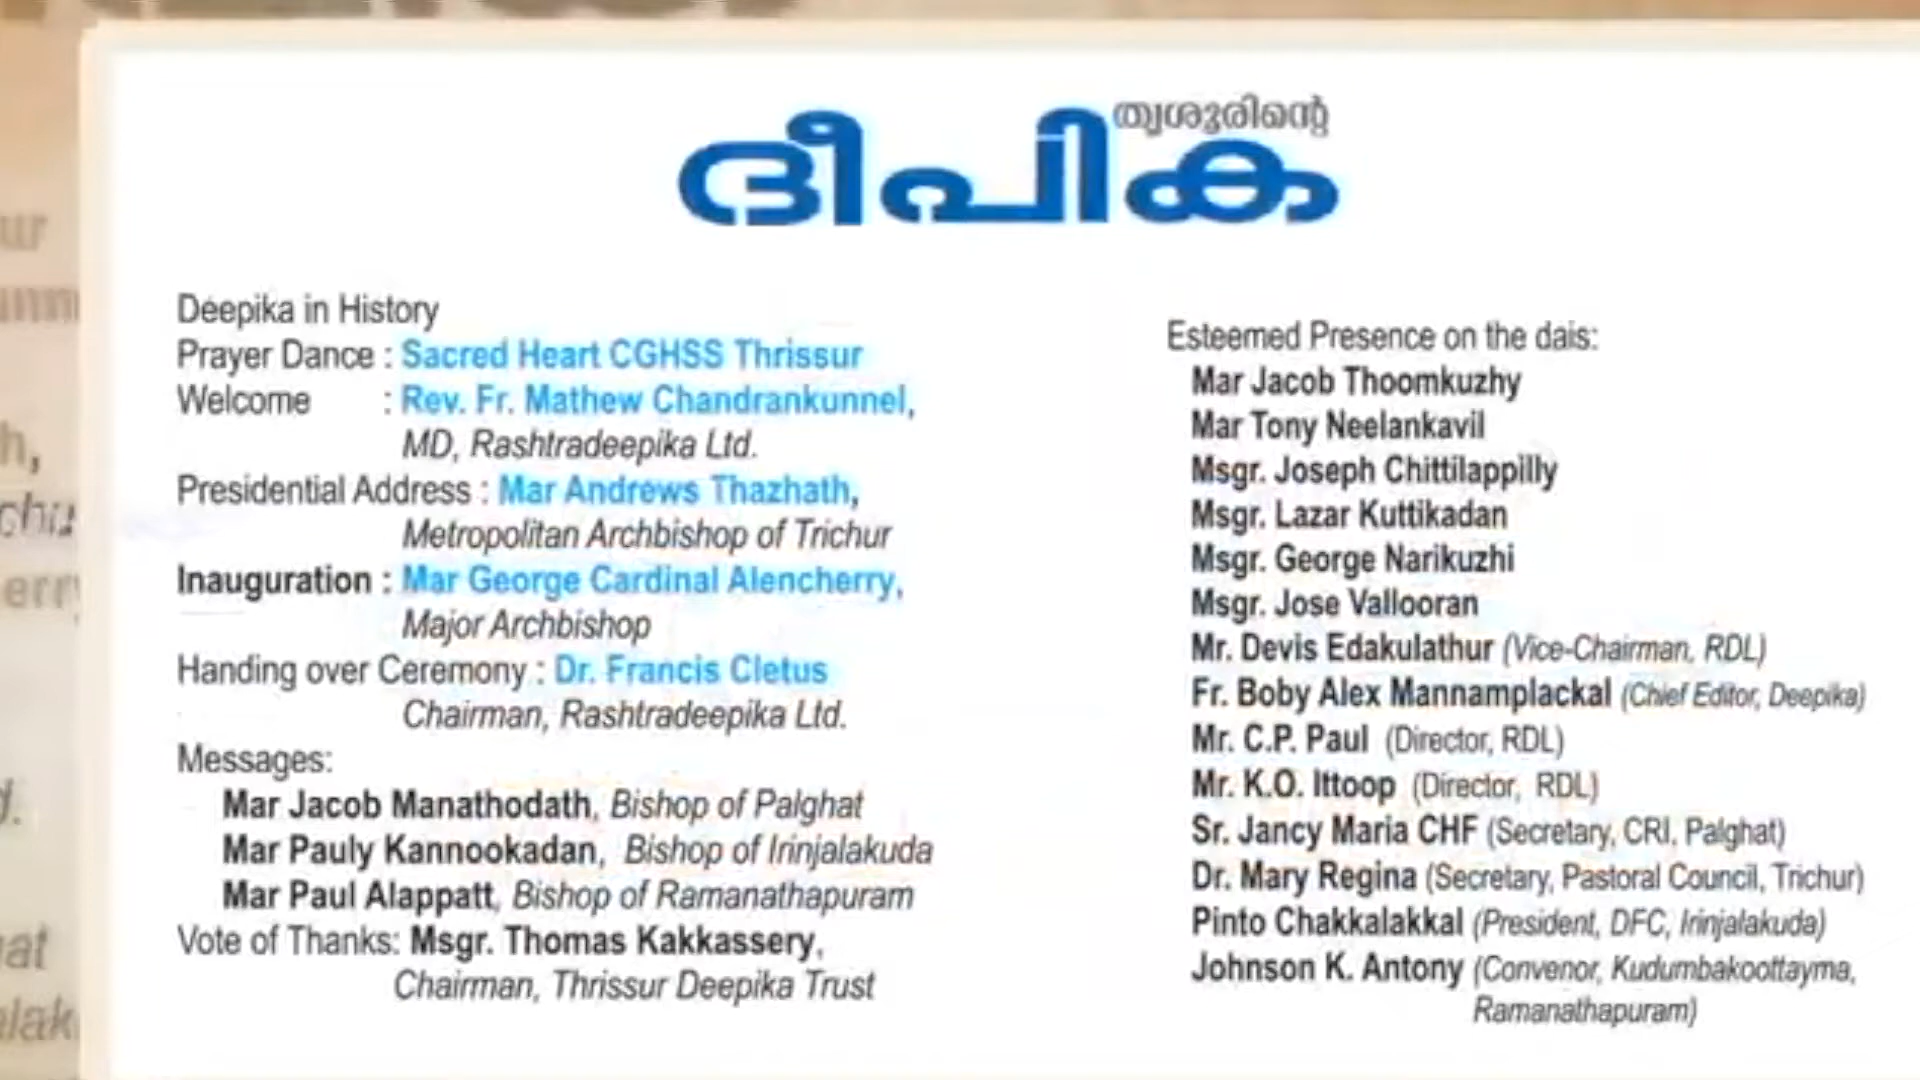 തൃശൂരിന്റെ
ദീപിക
Deepika in History
Prayer Dance : Sacred Heart CGHSS Thrissur
Welcome : Rev. Fr. Mathew Chandrankunnel,
MD, Rashtradeepika Ltd.
Presidential Address : Mar Andrews Thazhath,
Metropolitan Archbishop of Trichur
Inauguration : Mar George Cardinal Alencherry,
Major Archbishop
Handing over Ceremony : Dr. Francis Cletus
Chairman, Rashtradeepika Ltd.
Messages:
Mar Jacob Manathodath, Bishop of Palghat
Mar Pauly Kannookadan, Bishop of Irinjalakuda
Mar Paul Alappatt, Bishop of Ramanathapuram
Vote of Thanks: Msgr. Thomas Kakkassery,
Chairman, Thrissur Deepika Trust
Esteemed Presence on the dais:
Mar Jacob Thoomkuzhy
Mar Tony Neelankavil
Msgr. Joseph Chittilappilly
Msgr. Lazar Kuttikadan
Msgr. George Narikuzhi
Msgr. Jose Vallooran
Mr. Devis Edakulathur (Vice-Chairman, RDL)
Fr. Boby Alex Mannamplackal (Chief Editor, Deepika)
Mr. C.P. Paul (Director, RDL)
Mr. K.O. Ittoop (Director, RDL)
Sr. Jancy Maria CHF (Secretary, CRI, Palghat)
Dr. Mary Regina (Secretary, Pastoral Council, Trichur)
Pinto Chakkalakkal (President, DFC, Irinjalakuda)
Johnson K. Antony (Convenor, Kudumbakoottayma,
Ramanathapuram)